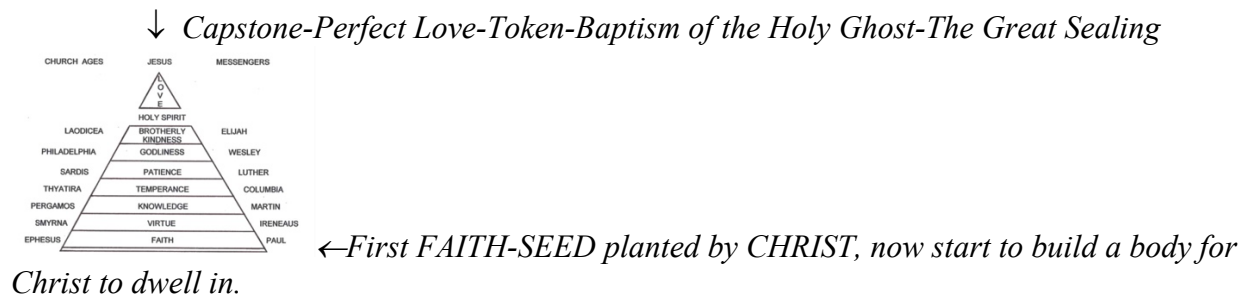 ↓ Capstone-Perfect Love-Token-Baptism of the Holy Ghost-The Great Sealing
CHURCH AGES JESUS MESSENGERS
L
O
V
E
HOLY SPIRIT
LAODICEA BROTHERLY KINDNESS ELIJAH
PHILADELPHIA GODLINESS WESLEY
SARDIS PATIENCE LUTHER
THYATIRA TEMPERANCE COLUMBIA
PERGAMOS KNOWLEDGE MARTIN
SMYRNA VIRTUE IRENEAUS
EPHESUS FAITH PAUL
←First FAITH-SEED planted by CHRIST, now start to build a body for
Christ to dwell in.